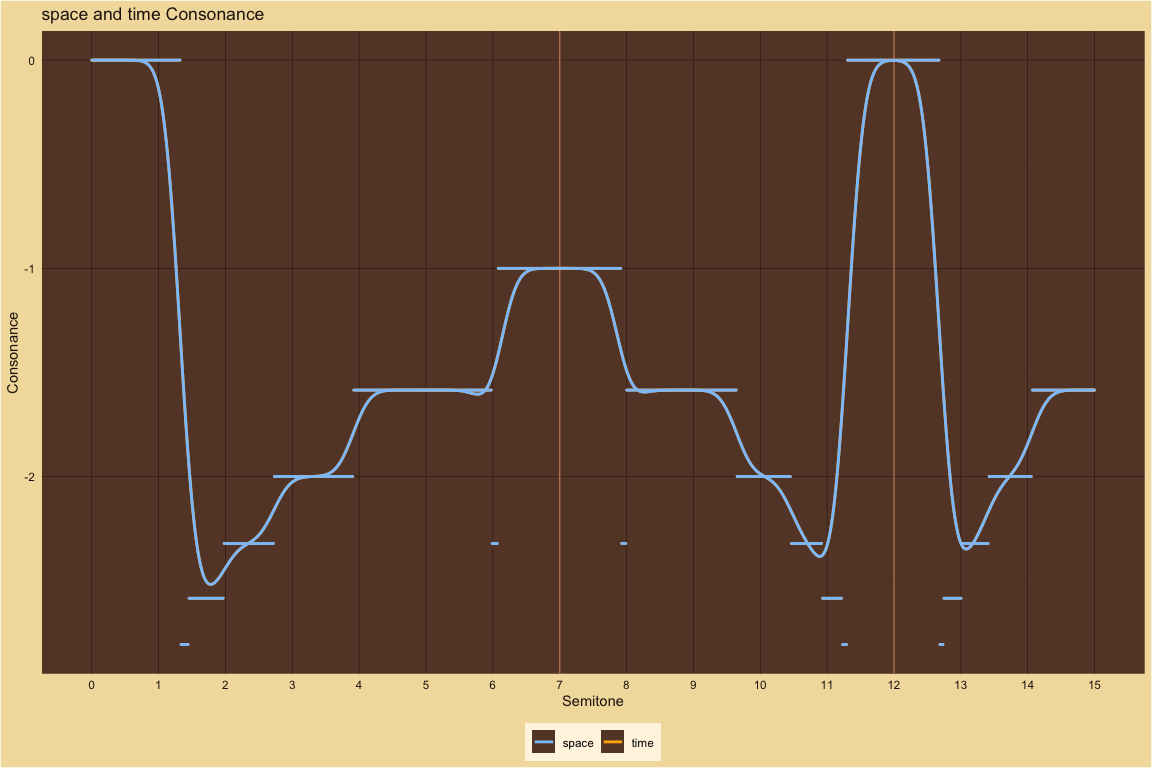 space and time Consonance
0
-1
-2
Consonance
0 1 2 3 4 5 6 7 8 9 10 11 12 13 14 15
Semitone
space time